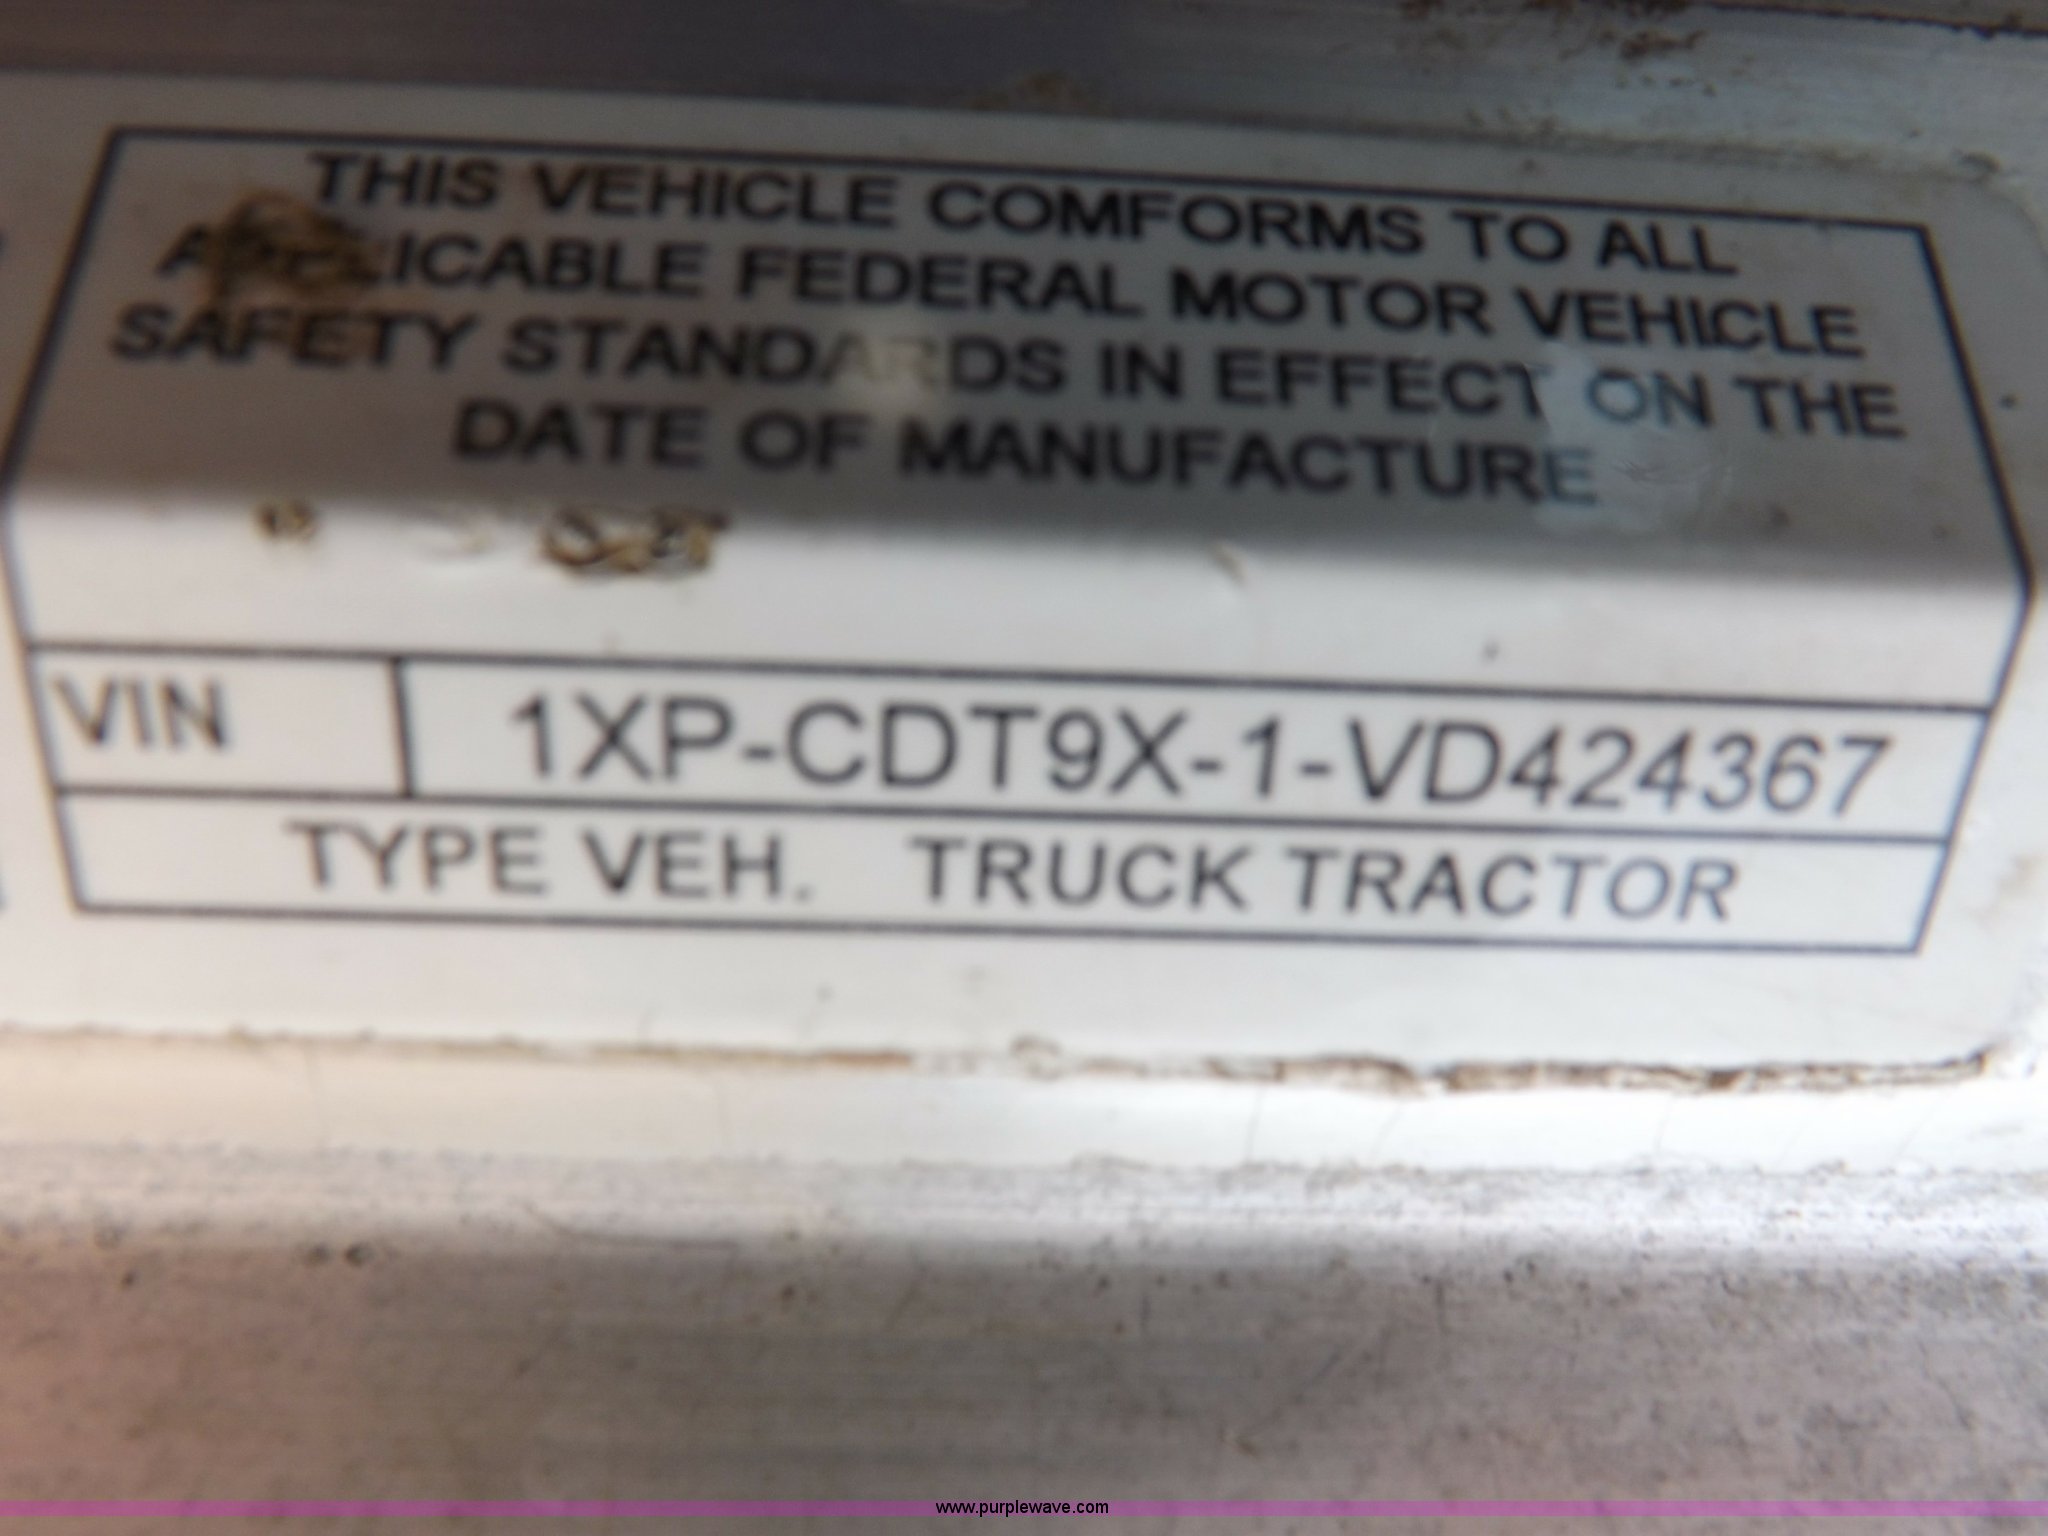 THIS VEHICLE COMFORMS TO ALL
APPLICABLE FEDERAL MOTOR VEHICLE
SAFETY STANDARDS IN EFFECT ON THE
DATE OF MANUFACTURE
VIN 1XP-CDT9X-1-VD424367
TYPE VEH. TRUCK TRACTOR
www.purplewave.com